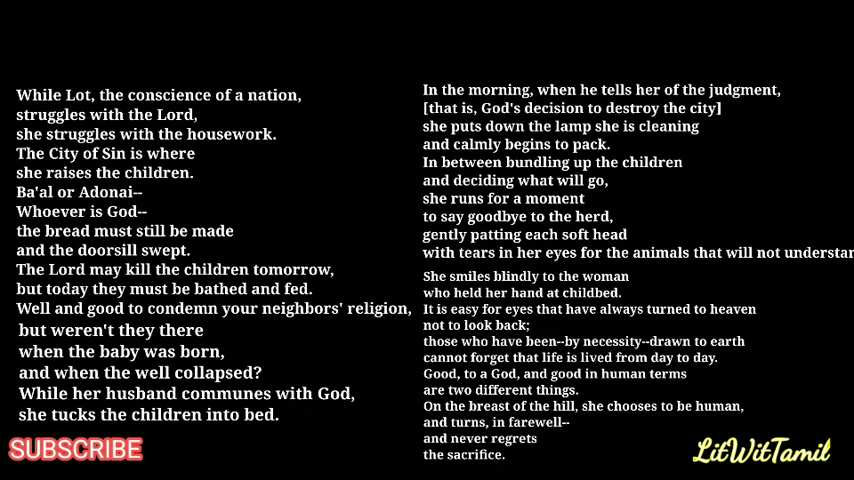 While Lot, the conscience of a nation,
struggles with the Lord,
she struggles with the housework.
The City of Sin is where
she raises the children.
Ba'al or Adonai--
Whoever is God--
the bread must still be made
and the doorsill swept.
The Lord may kill the children tomorrow,
but today they must be bathed and fed.
Well and good to condemn your neighbors' religion,
but weren't they there
when the baby was born,
and when the well collapsed?
While her husband communes with God,
she tucks the children into bed.
SUBSCRIBE
In the morning, when he tells her of the judgment,
[that is, God's decision to destroy the city]
she puts down the lamp she is cleaning
and calmly begins to pack.
In between bundling up the children
and deciding what will go,
she runs for a moment
to say goodbye to the herd,
gently patting each soft head
with tears in her eyes for the animals that will not understan
She smiles blindly to the woman
who held her hand at childbed.
It is easy for eyes that have always turned to heaven
not to look back;
those who have been--by necessity--drawn to earth
cannot forget that life is lived from day to day.
Good, to a God, and good in human terms
are two different things.
On the breast of the hill, she chooses to be human,
and turns, in farewell--
and never regrets
the sacrifice.
LitWitTamil